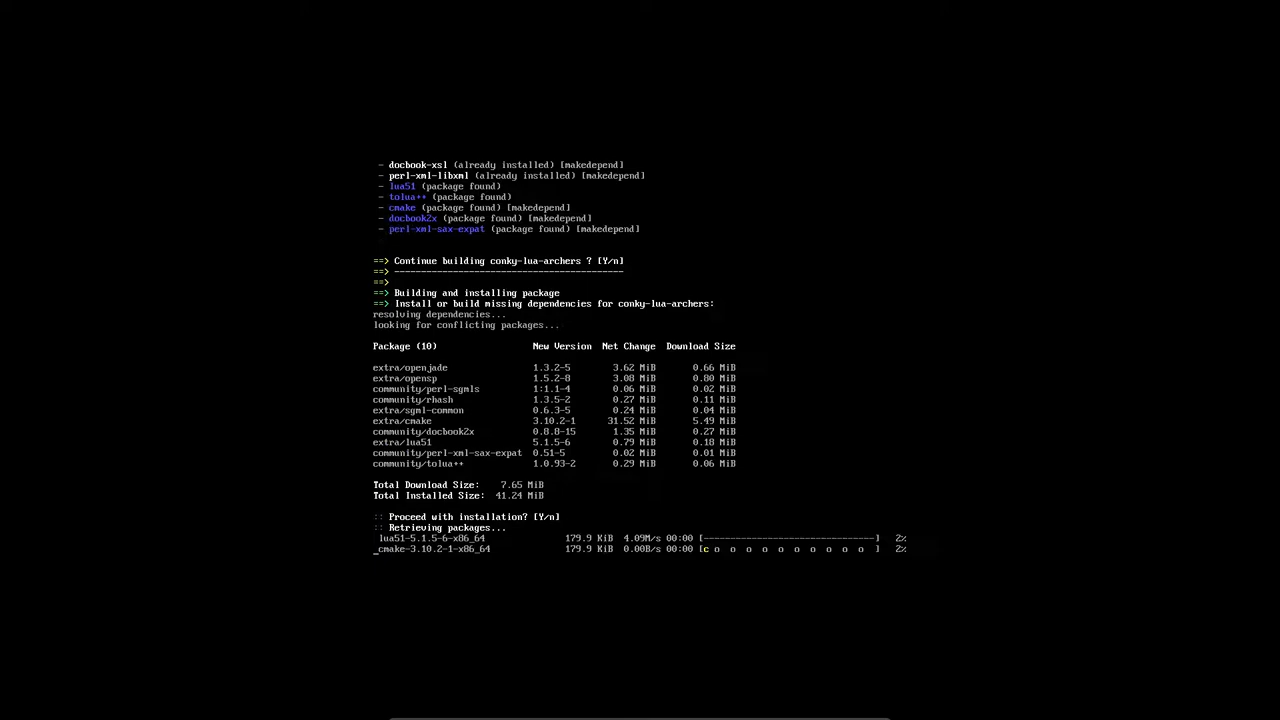 - docbook-xsl (already installed) [makedepend]
- perl-xml-libxml (already installed) [makedepend]
- lua51 (package found)
- tolua++ (package found)
- cmake (package found) [makedepend]
- docbook2x (package found) [makedepend]
- perl-xml-sax-expat (package found) [makedepend]
==> Continue building conky-lua-archers ? [Y/n]
==> -------------------------------------------
==>
==> Building and installing package
==> Install or build missing dependencies for conky-lua-archers:
resolving dependencies...
looking for conflicting packages...
Package (10) New Version Net Change Download Size
extra/openjade 1.3.2-5 3.62 MiB 0.66 MiB
extra/opensp 1.5.2-8 3.08 MiB 0.80 MiB
community/perl-sgmls 1:1.1-4 0.06 MiB 0.02 MiB
community/rhash 1.3.5-2 0.27 MiB 0.11 MiB
extra/sgml-common 0.6.3-5 0.24 MiB 0.04 MiB
extra/cmake 3.10.2-1 31.52 MiB 5.49 MiB
community/docbook2x 0.8.8-15 1.35 MiB 0.27 MiB
extra/lua51 5.1.5-6 0.79 MiB 0.18 MiB
community/perl-xml-sax-expat 0.51-5 0.02 MiB 0.01 MiB
community/tolua++ 1.0.93-2 0.29 MiB 0.06 MiB
Total Download Size: 7.65 MiB
Total Installed Size: 41.24 MiB
:: Proceed with installation? [Y/n]
:: Retrieving packages...
lua51-5.1.5-6-x86_64 179.9 KiB 4.09M/s 00:00 [--------------------------------] 2%
_cmake-3.10.2-1-x86_64 179.9 KiB 0.00B/s 00:00 [c o o o o o o o o o o ] 2%